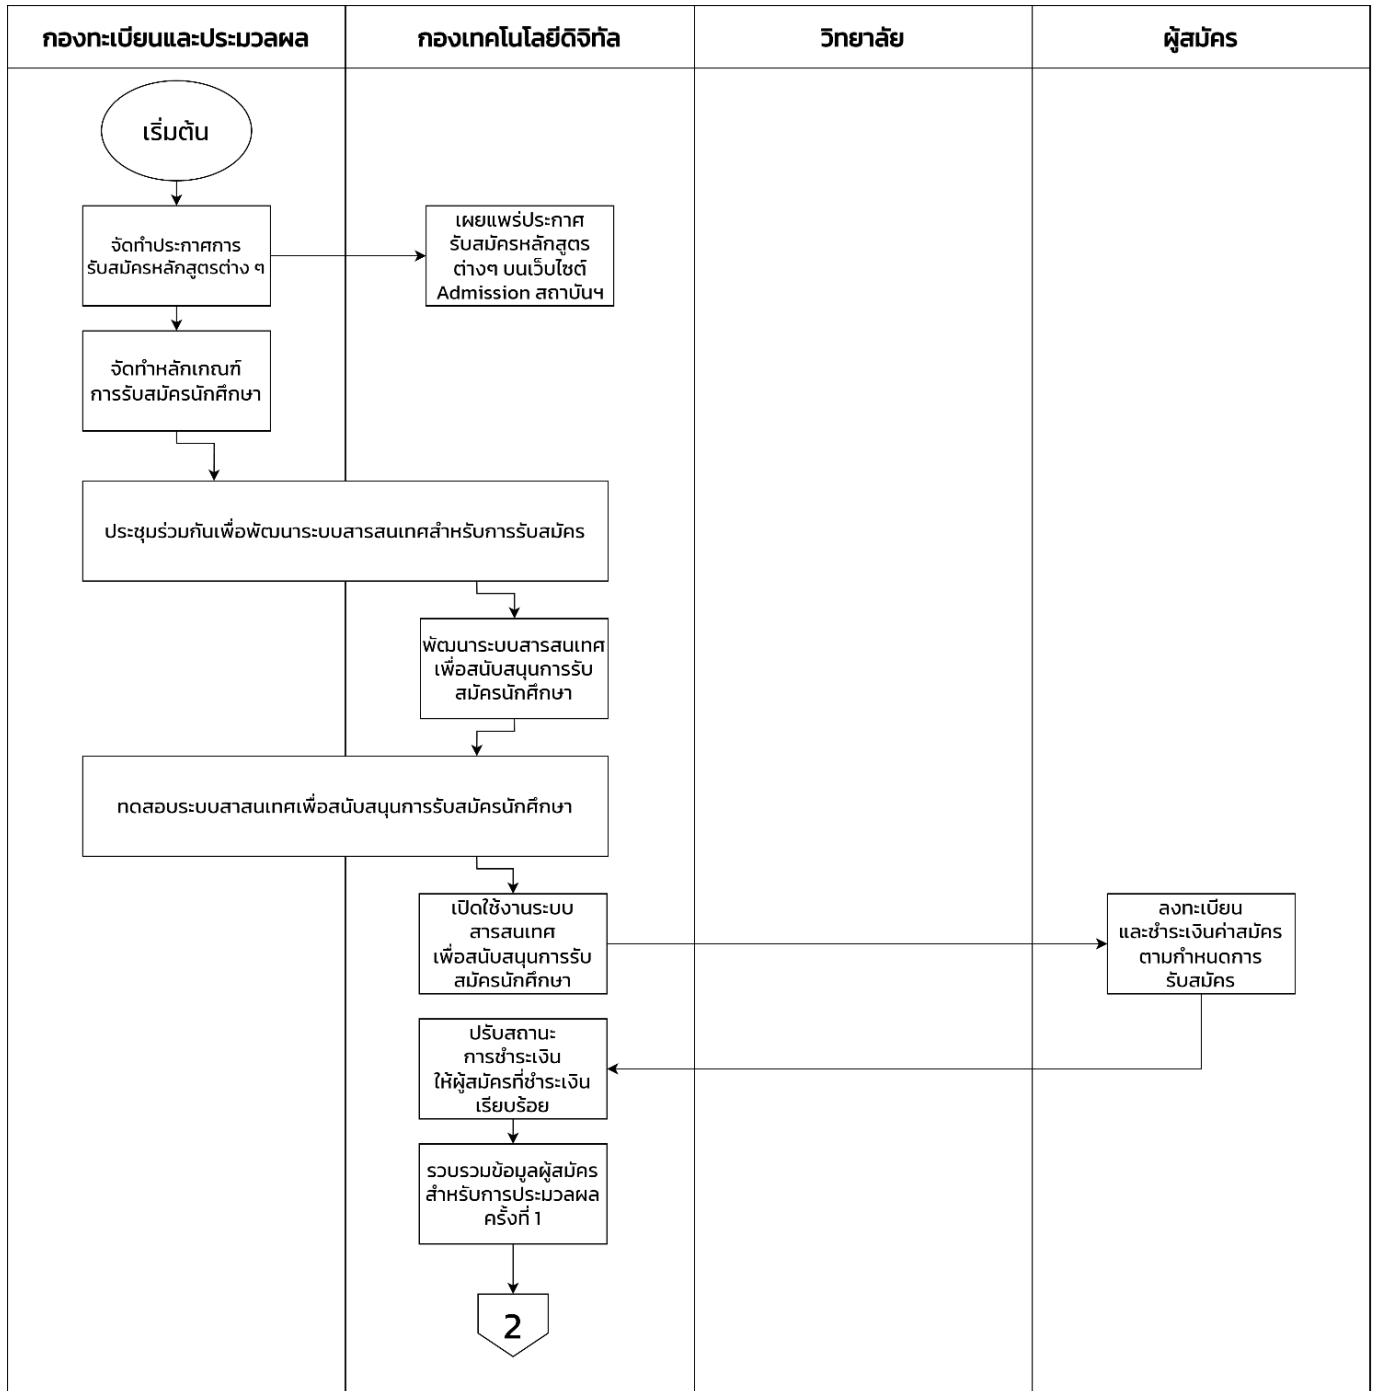 กองทะเบียนและประมวลผล
กองเทคโนโลยีดิจิทัล
วิทยาลัย
ผู้สมัคร
เริ่มต้น
จัดทำประกาศการ
รับสมัครหลักสูตรต่าง ๆ
เผยแพร่ประกาศ
รับสมัครหลักสูตร
ต่างๆ บนเว็บไซต์
Admission สถาบันฯ
จัดทำหลักเกณฑ์
การรับสมัครนักศึกษา
ประชุมร่วมกันเพื่อพัฒนาระบบสารสนเทศสำหรับการรับสมัคร
พัฒนาระบบสารสนเทศ
เพื่อสนับสนุนการรับ
สมัครนักศึกษา
ทดสอบระบบสาสนเทศเพื่อสนับสนุนการรับสมัครนักศึกษา
เปิดใช้งานระบบ
สารสนเทศ
เพื่อสนับสนุนการรับ
สมัครนักศึกษา
ลงทะเบียน
และชำระเงินค่าสมัคร
ตามกำหนดการ
รับสมัคร
ปรับสถานะ
การชำระเงิน
ให้ผู้สมัครที่ชำระเงิน
เรียบร้อย
รวบรวมข้อมูลผู้สมัคร
สำหรับการประมวลผล
ครั้งที่ 1
2